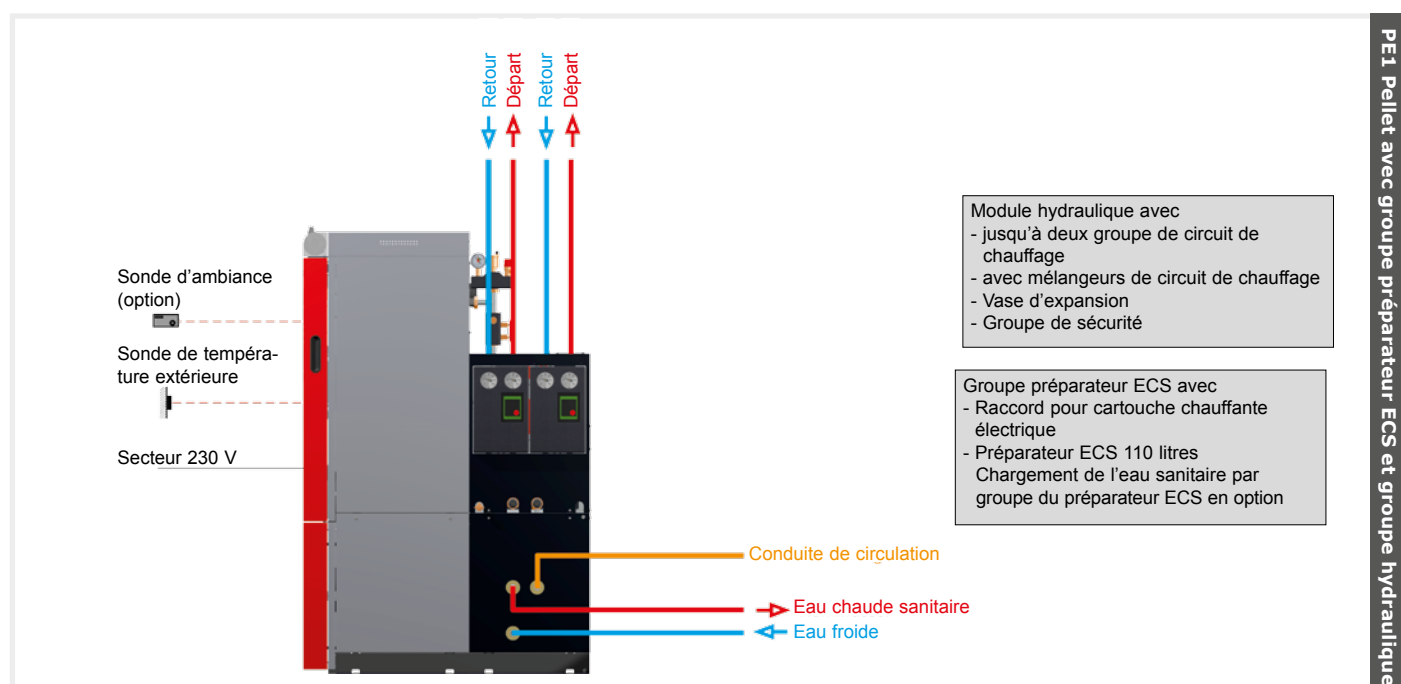 Retour
Départ
Retour
Départ
Sonde d'ambiance
(option)
Sonde de tempéra-
ture extérieure
Secteur 230 V
Module hydraulique avec
- jusqu'à deux groupe de circuit de
chauffage
- avec mélangeurs de circuit de chauffage
- Vase d'expansion
- Groupe de sécurité
Groupe préparateur ECS avec
- Raccord pour cartouche chauffante
électrique
- Préparateur ECS 110 litres
Chargement de l'eau sanitaire par
groupe du préparateur ECS en option
Conduite de circulation
Eau chaude sanitaire
Eau froide
PE1 Pellet avec groupe préparateur ECS et groupe hydraulique